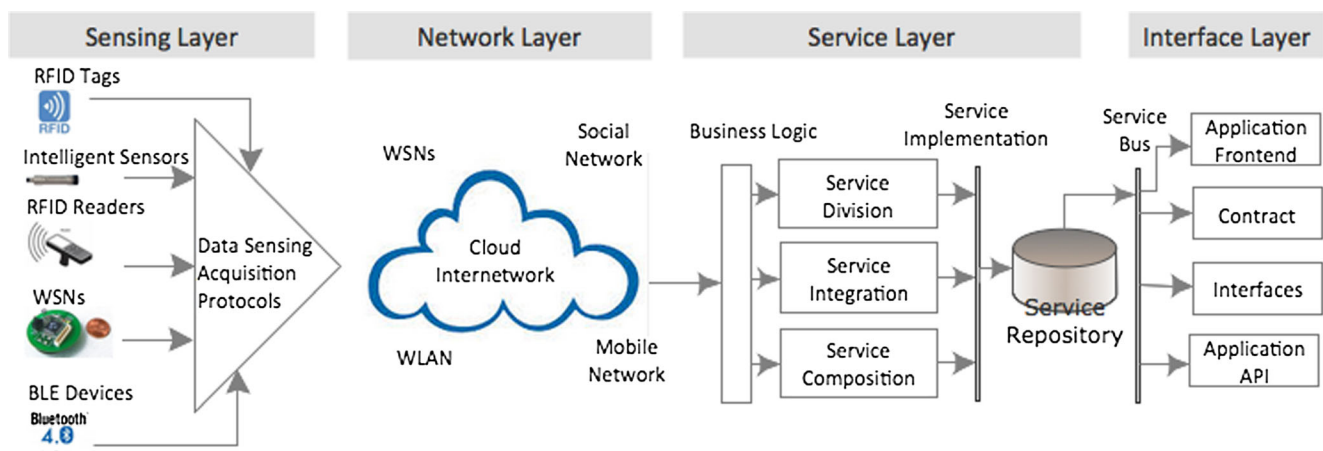 Sensing Layer
Network Layer
Service Layer
Interface Layer
RFID Tags
RFID
Intelligent Sensors
RFID Readers
WSNs
BLE Devices
Bluetooth
4.0
Data Sensing
Acquisition
Protocols
WSNs
Social
Network
Cloud
Internetwork
WLAN
Mobile
Network
Business Logic
Service
Division
Service
Integration
Service
Composition
Service
Implementation
Service
Repository
Service
Bus
Application
Frontend
Contract
Interfaces
Application
API